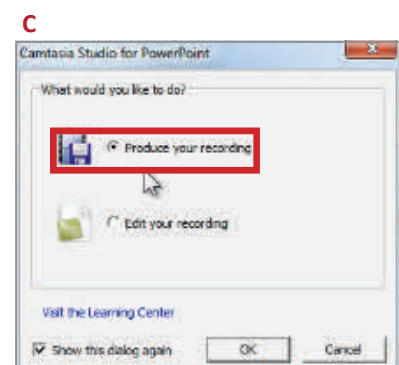 C
Camtasia Studio for PowerPoint
What would you like to do?
Produce your recording
Edit your recording
Visit the Learning Center
Show this dialog again OK Cancel